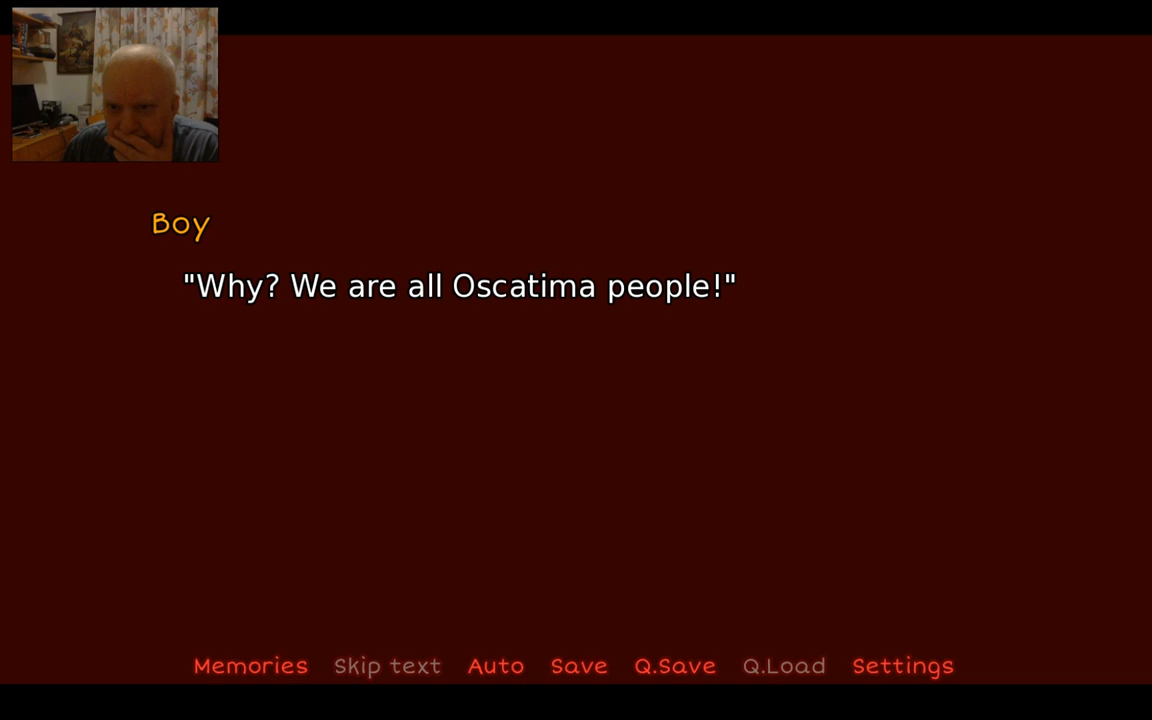 Boy
"Why? We are all Oscatima people!"
Memories Skip text Auto Save Q.Save Q.Load Settings